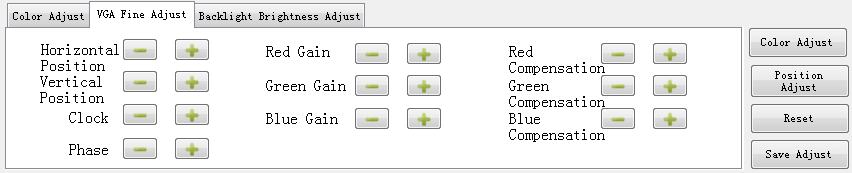 Color Adjust
VGA Fine Adjust
Backlight Brightness Adjust
Horizontal
Position
Vertical
Position
Clock
Phase
Red Gain
Green Gain
Blue Gain
Red
Compensation
Green
Compensation
Blue
Compensation
Color Adjust
Position
Adjust
Reset
Save Adjust